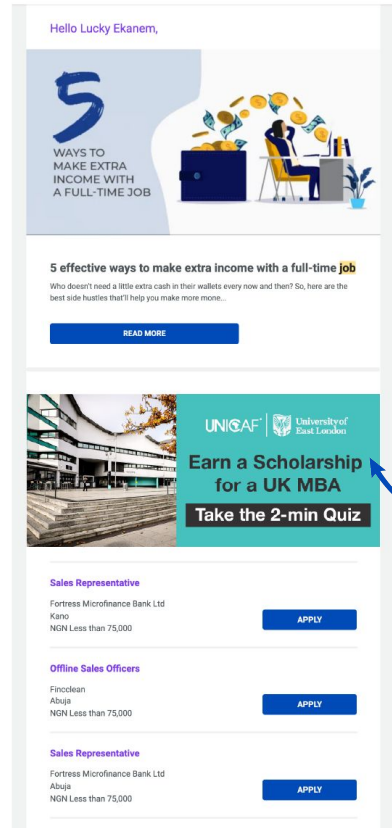 Hello Lucky Ekanem,
5
WAYS TO
MAKE EXTRA
INCOME WITH
A FULL-TIME JOB
5 effective ways to make extra income with a full-time job
Who doesn't need a little extra cash in their wallets every now and then? So, here are the
best side hustles that'll help you make more mone...
READ MORE
UNICAF
University of
East London
Earn a Scholarship
for a UK MBA
Take the 2-min Quiz
Sales Representative
Fortress Microfinance Bank Ltd
Kano
NGN Less than 75,000
APPLY
Offline Sales Officers
Fincclean
Abuja
NGN Less than 75,000
APPLY
Sales Representative
Fortress Microfinance Bank Ltd
Abuja
NGN Less than 75,000
APPLY